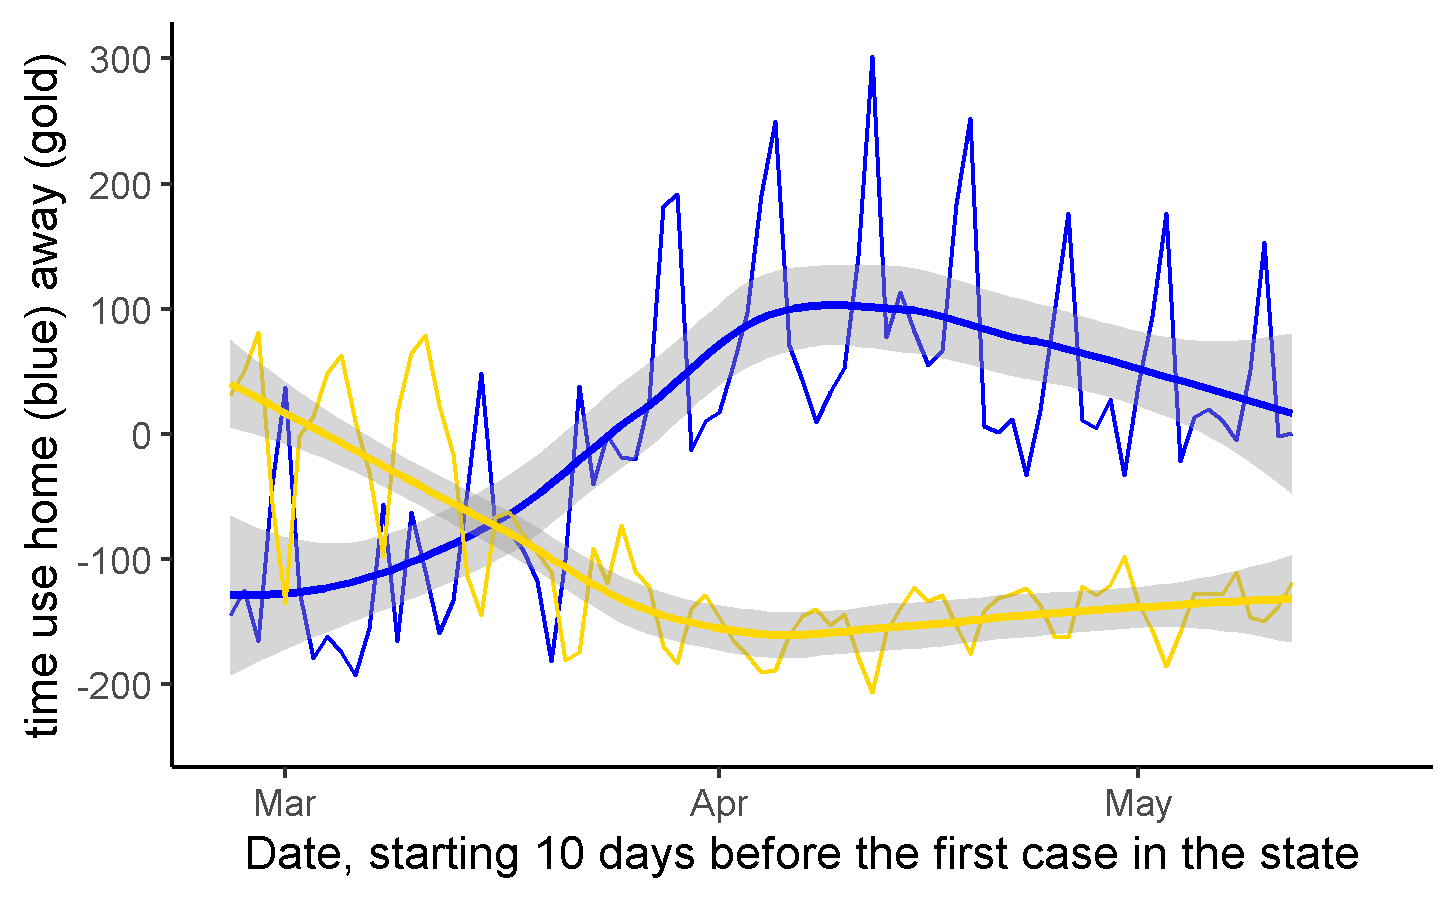 time use home (blue) away (gold)
300
200
100
0
-100
-200
Mar
Apr
May
Date, starting 10 days before the first case in the state